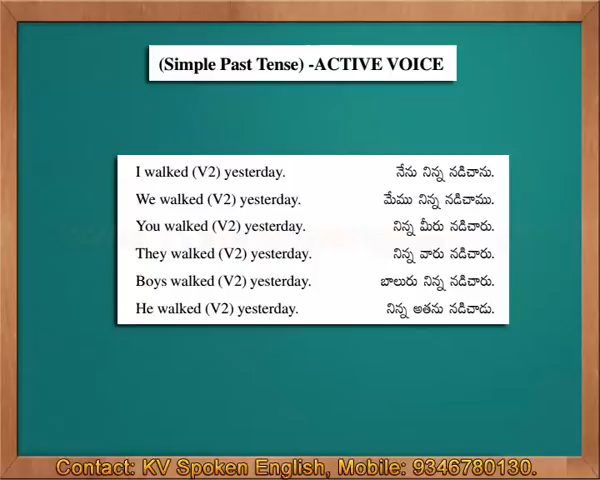 (Simple Past Tense) -ACTIVE VOICE
I walked (V2) yesterday. నేను నిన్న నడిచాను.
We walked (V2) yesterday. మేము నిన్న నడిచాము.
You walked (V2) yesterday. నిన్న మీరు నడిచారు.
They walked (V2) yesterday. నిన్న వారు నడిచారు.
Boys walked (V2) yesterday. బాలురు నిన్న నడిచారు.
He walked (V2) yesterday. నిన్న అతను నడిచాడు.
Contact: KV Spoken English, Mobile: 9346780130.